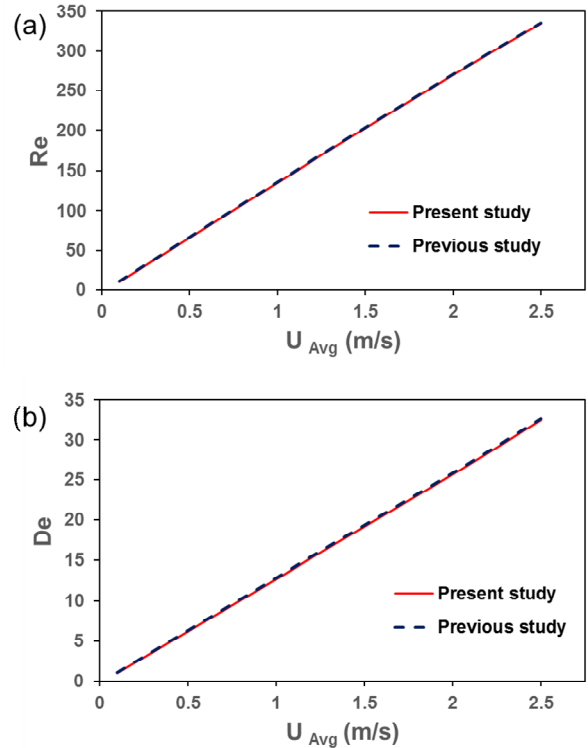 (a)
350
300
250
200
150
100
50
0
Re
Present study
Previous study
0 0.5 1 1.5 2 2.5
U Avg (m/s)
(b)
35
30
25
20
15
10
5
0
De
Present study
Previous study
0 0.5 1 1.5 2 2.5
U Avg (m/s)